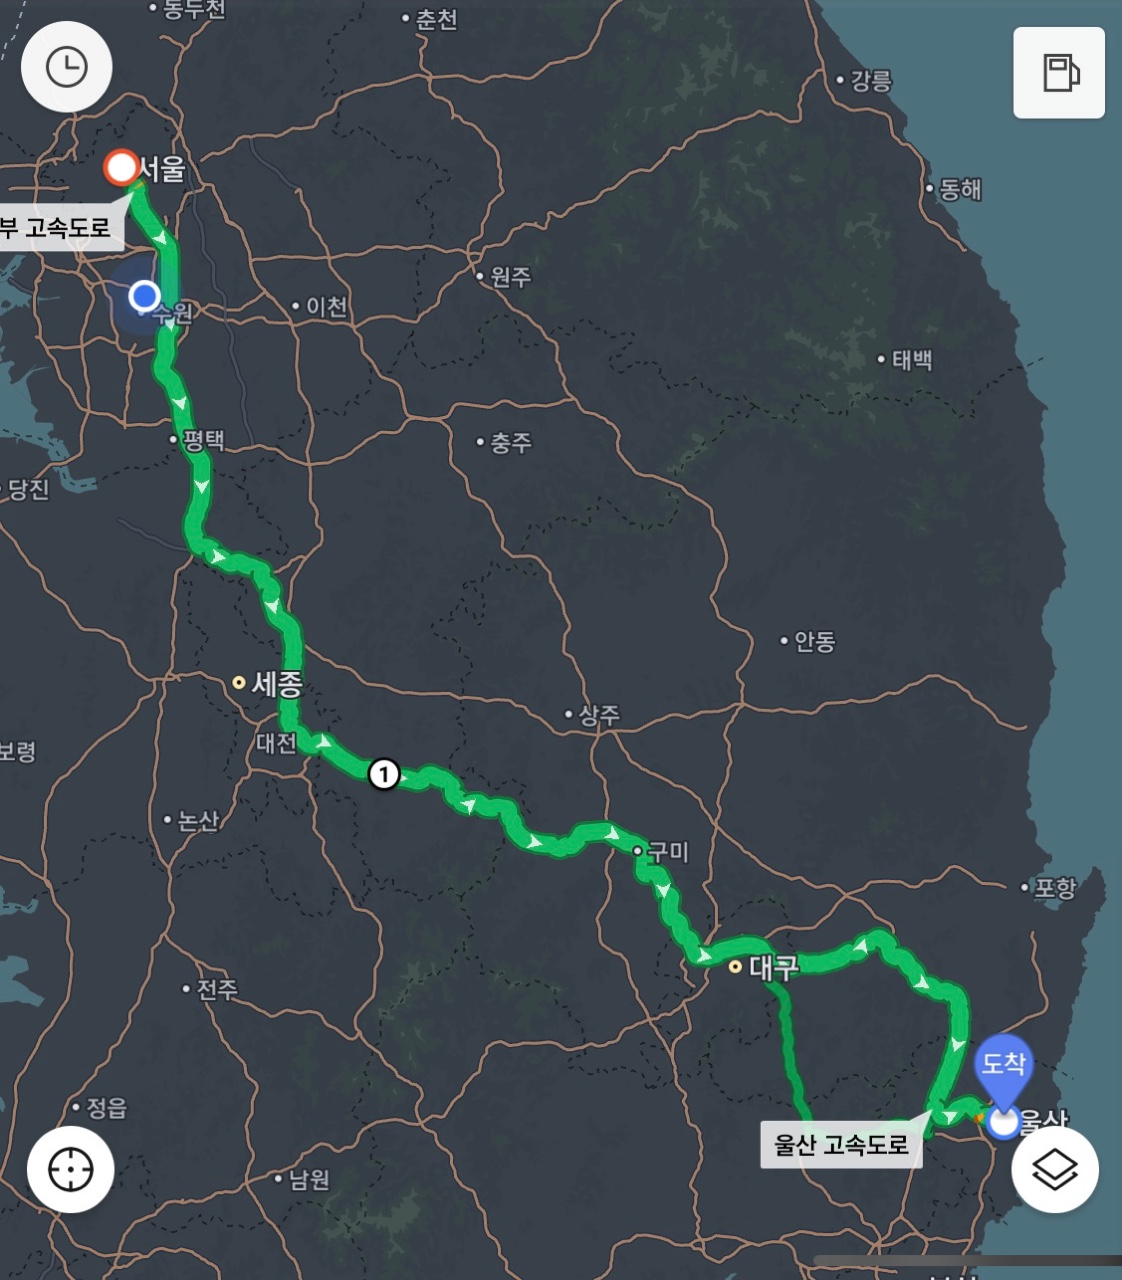 동두천
춘천
강릉
서울
동해
부 고속도로
원주
수원
이천
태백
평택
충주
당진
안동
세종
상주
대전
보령
1
논산
구미
포항
대구
전주
도착
정읍
울산
울산 고속도로
남원